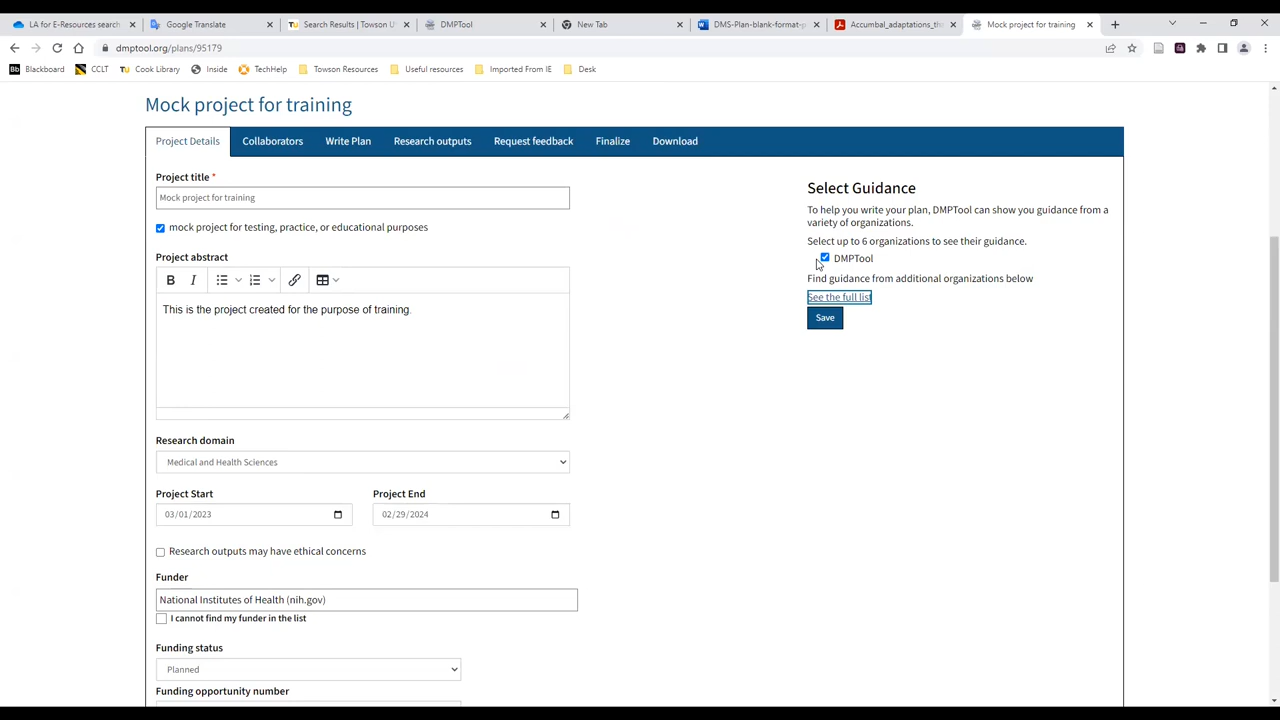 LA for E-Resources search
Google Translate
Search Results | Towson U
DMPTool
New Tab
DMS-Plan-blank-format-p
Accumbal_adaptations_th
Mock project for training
dmptool.org/plans/95179
Blackboard
CCLT
Cook Library
Inside
TechHelp
Towson Resources
Useful resources
Imported From IE
Desk
Mock project for training
Project Details
Collaborators
Write Plan
Research outputs
Request feedback
Finalize
Download
Project title *
Mock project for training
mock project for testing, practice, or educational purposes
Project abstract
B I
This is the project created for the purpose of training.
Research domain
Medical and Health Sciences
Project Start
Project End
03/01/2023
02/29/2024
Research outputs may have ethical concerns
Funder
National Institutes of Health (nih.gov)
I cannot find my funder in the list
Funding status
Planned
Funding opportunity number
Select Guidance
To help you write your plan, DMPTool can show you guidance from a
variety of organizations.
Select up to 6 organizations to see their guidance.
DMPTool
Find guidance from additional organizations below
See the full list
Save